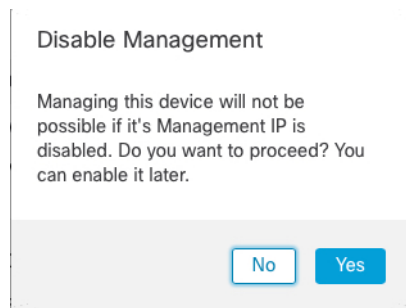 Disable Management
Managing this device will not be
possible if it's Management IP is
disabled. Do you want to proceed? You
can enable it later.
No
Yes